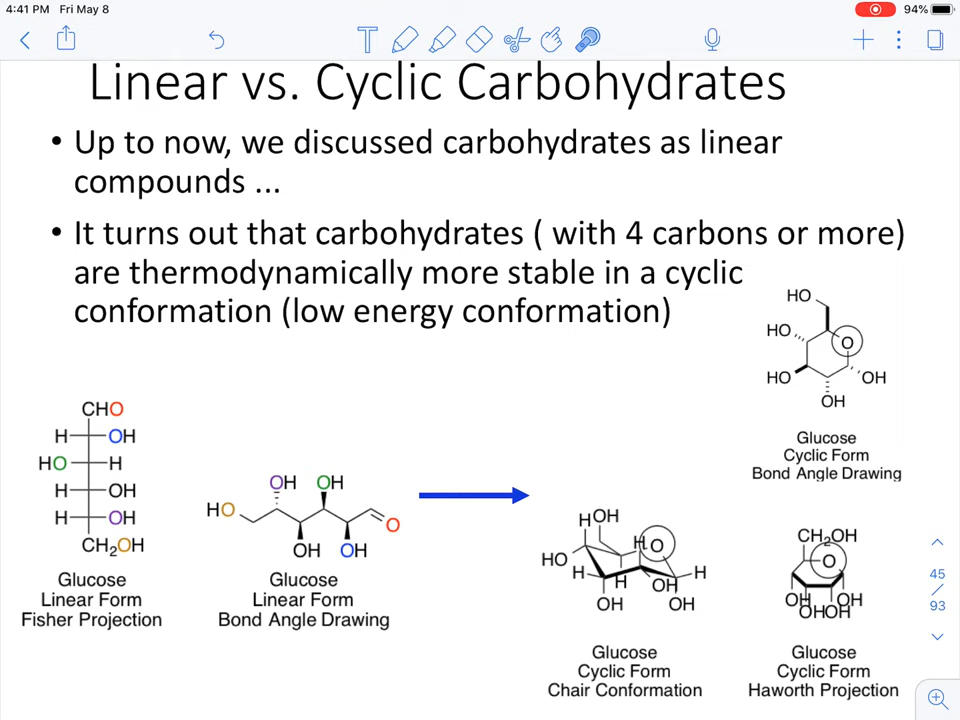 4:41 PM Fri May 8
94%
T
Linear vs. Cyclic Carbohydrates
• Up to now, we discussed carbohydrates as linear
compounds ...
• It turns out that carbohydrates ( with 4 carbons or more)
are thermodynamically more stable in a cyclic
conformation (low energy conformation)
HO
HO
O
HO
OH
OH
Glucose
Cyclic Form
Bond Angle Drawing
CHO
H OH
HO H
H OH
H OH
CH2OH
Glucose
Linear Form
Fisher Projection
OH OH
HO
O
OH OH
Glucose
Linear Form
Bond Angle Drawing
OH
H
H O
HO
H
H
H
OH
OH
OH
Glucose
Cyclic Form
Chair Conformation
CH2OH
O
OH OH
OHOH
Glucose
Cyclic Form
Haworth Projection
45
/
93